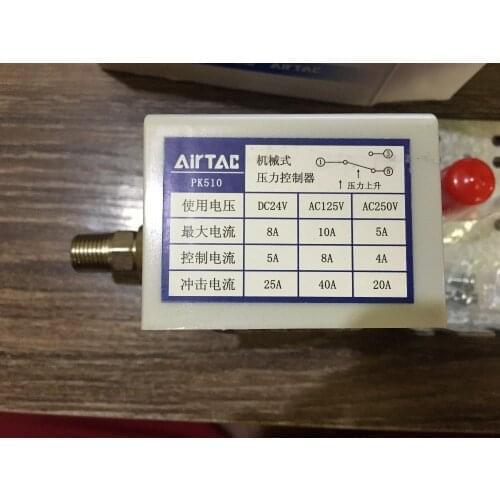 AirTAC
AirTAC
PK510
机械式
压力控制器
① ③ ⑤
↑ 压力上升
使用电压 DC24V AC125V AC250V
最大电流 8A 10A 5A
控制电流 5A 8A 4A
冲击电流 25A 40A 20A